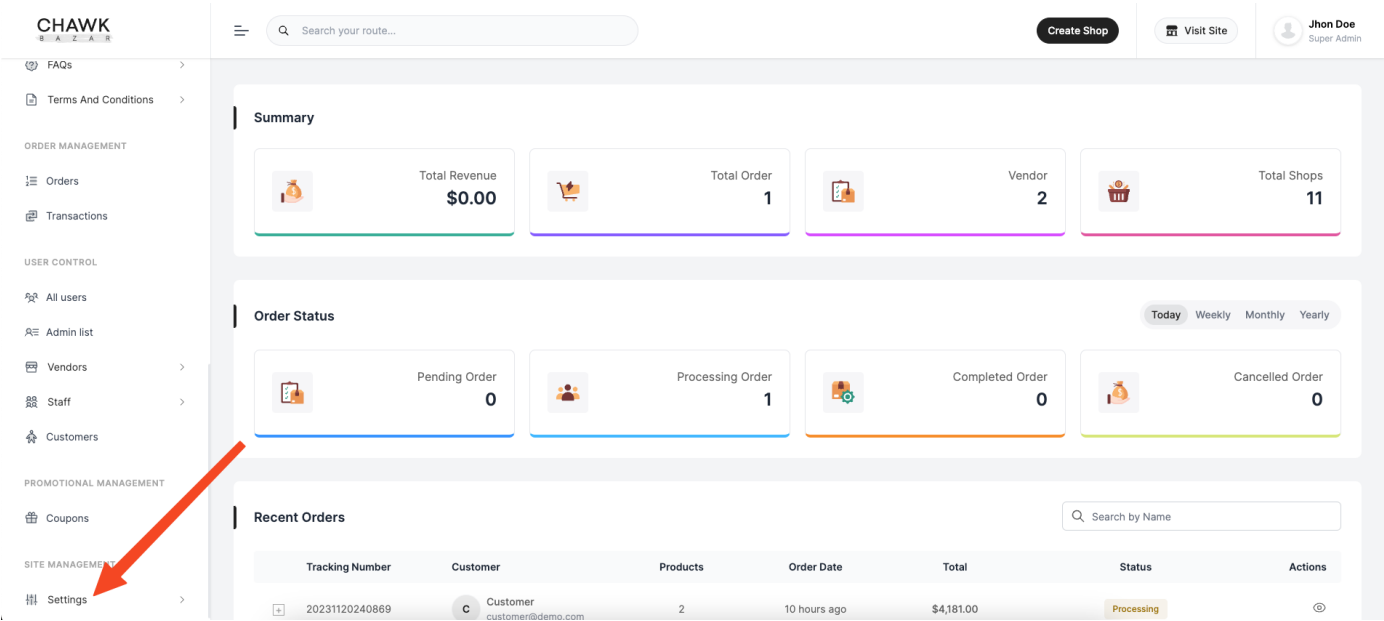 CHAWK
BAZAR
Search your route...
Create Shop
Visit Site
Jhon Doe
Super Admin
FAQs
Terms And Conditions
ORDER MANAGEMENT
Orders
Transactions
USER CONTROL
All users
Admin list
Vendors
Staff
Customers
PROMOTIONAL MANAGEMENT
Coupons
SITE MANAGEMENT
Settings
Summary
Total Revenue
$0.00
Total Order
1
Vendor
2
Total Shops
11
Order Status
Today Weekly Monthly Yearly
Pending Order
0
Processing Order
1
Completed Order
0
Cancelled Order
0
Recent Orders
Search by Name
Tracking Number Customer Products Order Date Total Status Actions
20231120240869 C Customer 2 10 hours ago $4,181.00 Processing
customer@demo.com